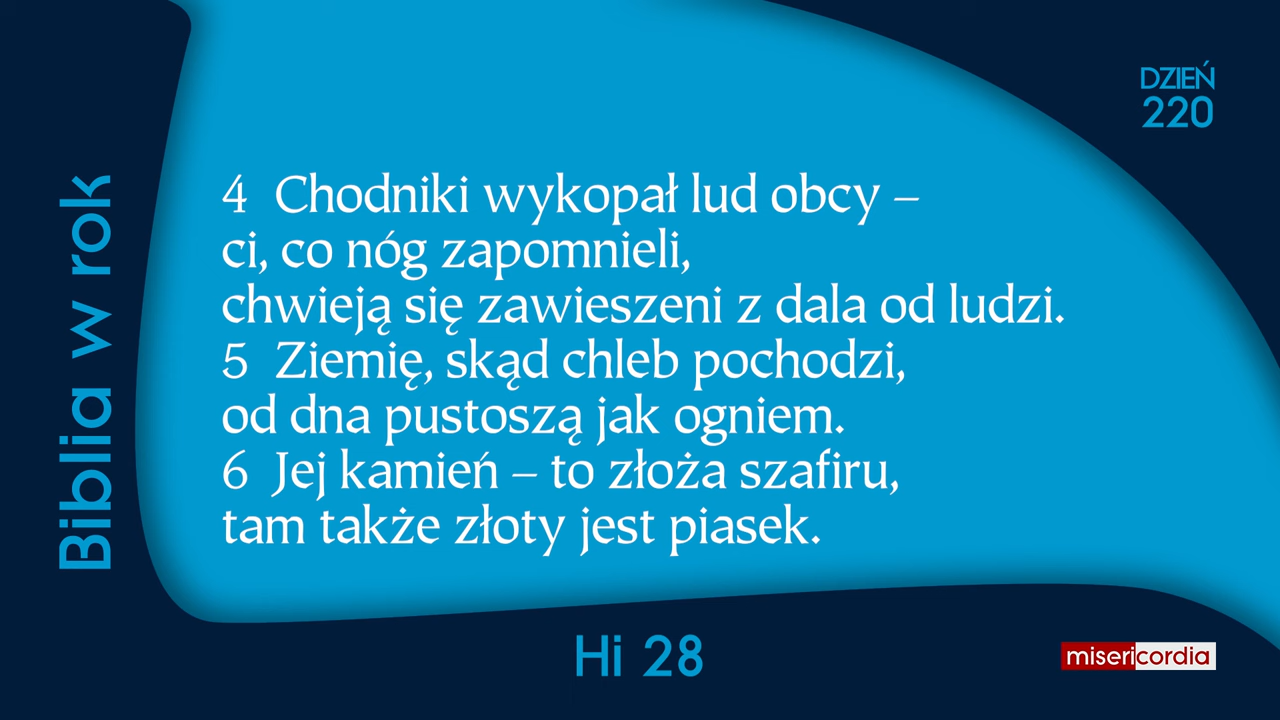 DZIEŃ
220
Biblia w rok
4 Chodniki wykopał lud obcy –
ci, co nóg zapomnieli,
chwieją się zawieszeni z dala od ludzi.
5 Ziemię, skąd chleb pochodzi,
od dna pustoszą jak ogniem.
6 Jej kamień – to złoża szafiru,
tam także złoty jest piasek.
Hi 28
misericordia